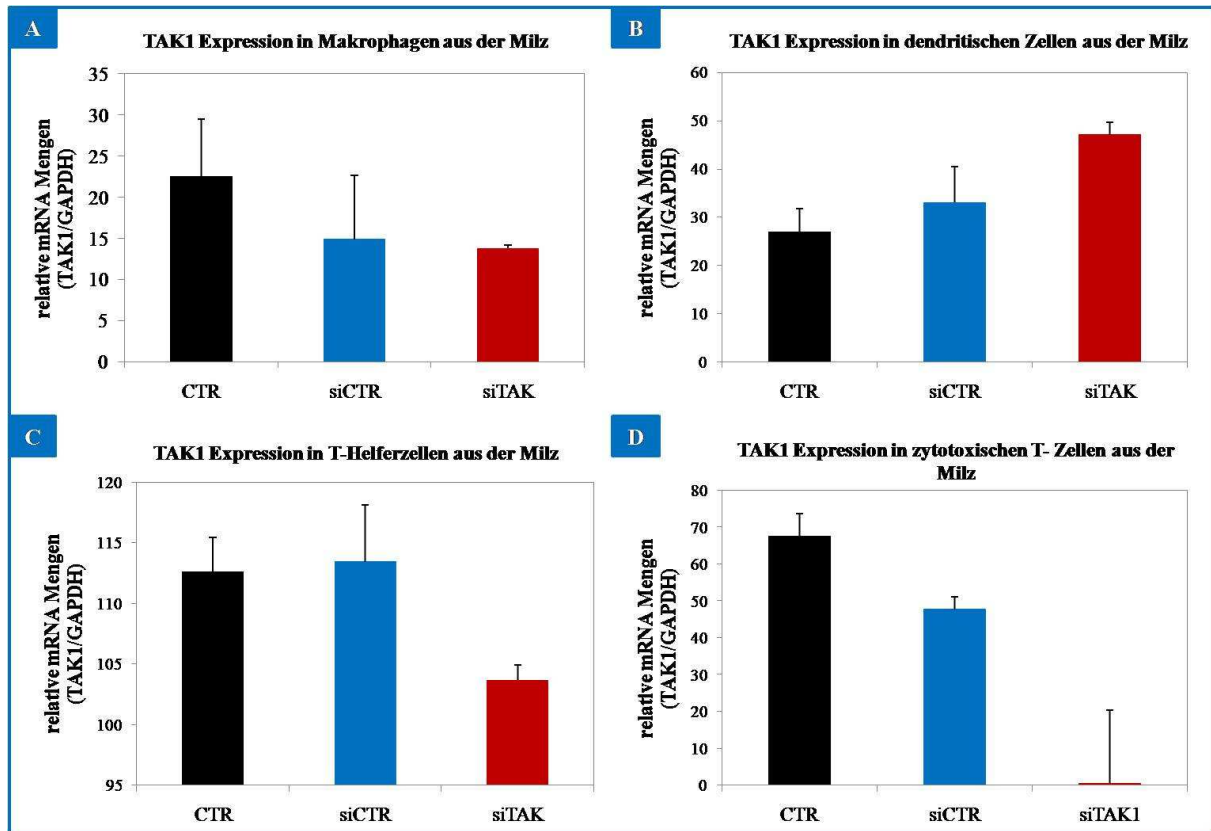 A
TAK1 Expression in Makrophagen aus der Milz
relative mRNA Mengen
(TAK1/GAPDH)
35
30
25
20
15
10
5
0
CTR
siCTR
siTAK
B
TAK1 Expression in dendritischen Zellen aus der Milz
relative mRNA Mengen
(TAK1/GAPDH)
60
50
40
30
20
10
0
CTR
siCTR
siTAK
C
TAK1 Expression in T-Helferzellen aus der Milz
relative mRNA Mengen
(TAK1/GAPDH)
120
115
110
105
100
95
CTR
siCTR
siTAK
D
TAK1 Expression in zytotoxischen T- Zellen aus der
Milz
relative mRNA Mengen
(TAK1/GAPDH)
80
70
60
50
40
30
20
10
0
CTR
siCTR
siTAK1